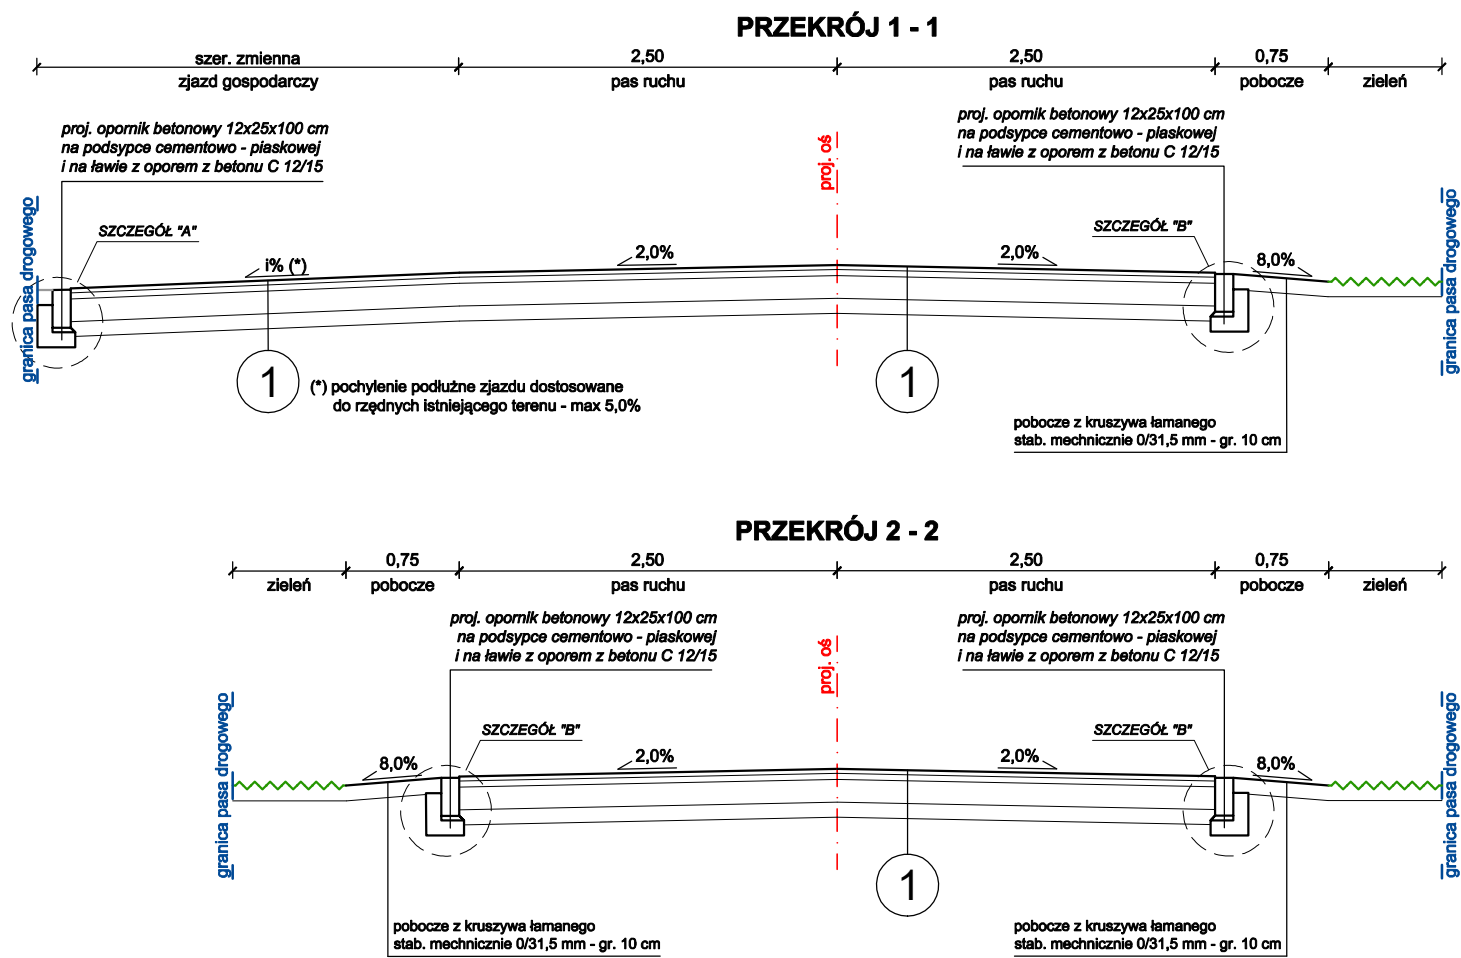 PRZEKRÓJ 1 - 1
szer. zmienna
2,50
2,50
0,75
zjazd gospodarczy
pas ruchu
pas ruchu
pobocze
zieleń
proj. opornik betonowy 12x25x100 cm
na podsypce cementowo - piaskowej
i na ławie z oporem z betonu C 12/15
proj. oś
proj. opornik betonowy 12x25x100 cm
na podsypce cementowo - piaskowej
i na ławie z oporem z betonu C 12/15
granica pasa drogowego
SZCZEGÓŁ "A"
i% (*)
2,0%
2,0%
SZCZEGÓŁ "B"
8,0%
granica pasa drogowego
1
(*) pochylenie podłużne zjazdu dostosowane
do rzędnych istniejącego terenu - max 5,0%
1
pobocze z kruszywa łamanego
stab. mechnicznie 0/31,5 mm - gr. 10 cm
PRZEKRÓJ 2 - 2
0,75
2,50
2,50
0,75
zieleń
pobocze
pas ruchu
pas ruchu
pobocze
zieleń
proj. opornik betonowy 12x25x100 cm
na podsypce cementowo - piaskowej
i na ławie z oporem z betonu C 12/15
proj. oś
proj. opornik betonowy 12x25x100 cm
na podsypce cementowo - piaskowej
i na ławie z oporem z betonu C 12/15
granica pasa drogowego
8,0%
SZCZEGÓŁ "B"
2,0%
2,0%
SZCZEGÓŁ "B"
8,0%
granica pasa drogowego
1
pobocze z kruszywa łamanego
stab. mechnicznie 0/31,5 mm - gr. 10 cm
pobocze z kruszywa łamanego
stab. mechnicznie 0/31,5 mm - gr. 10 cm